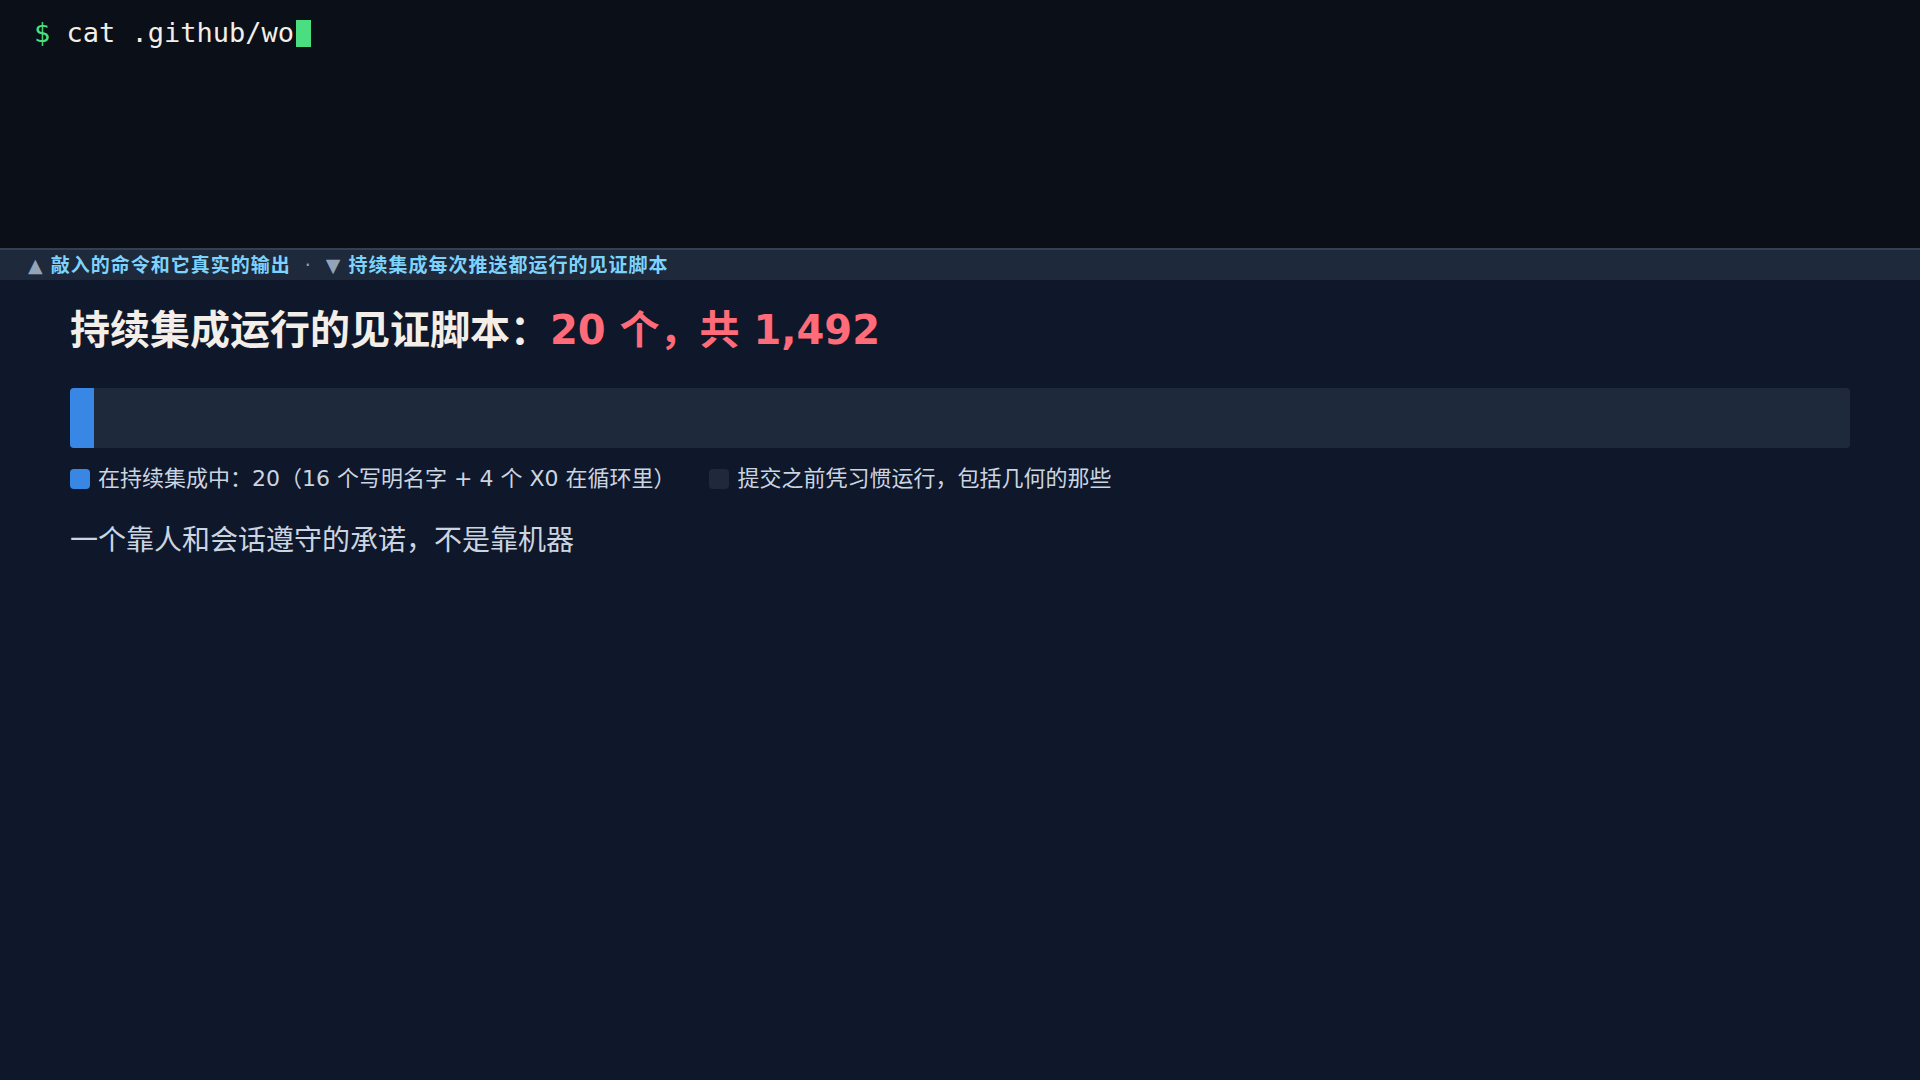 $ cat .github/wo
▲ 敲入的命令和它真实的输出 · ▼ 持续集成每次推送都运行的见证脚本
持续集成运行的见证脚本：20 个，共 1,492
在持续集成中：20（16 个写明名字 + 4 个 X0 在循环里） 提交之前凭习惯运行，包括几何的那些
一个靠人和会话遵守的承诺，不是靠机器